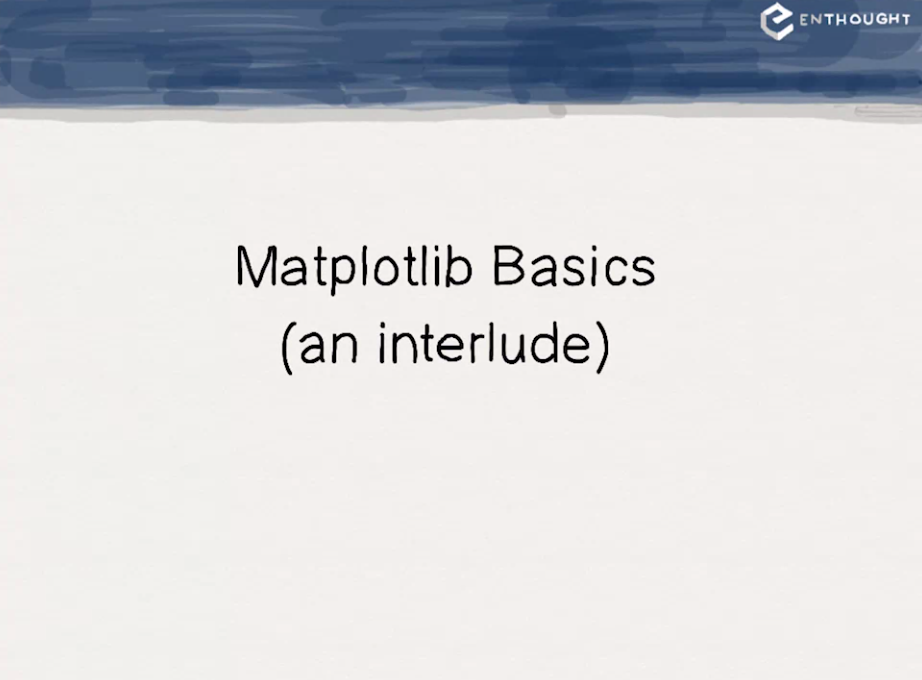 ENTHOUGHT
Matplotlib Basics
(an interlude)